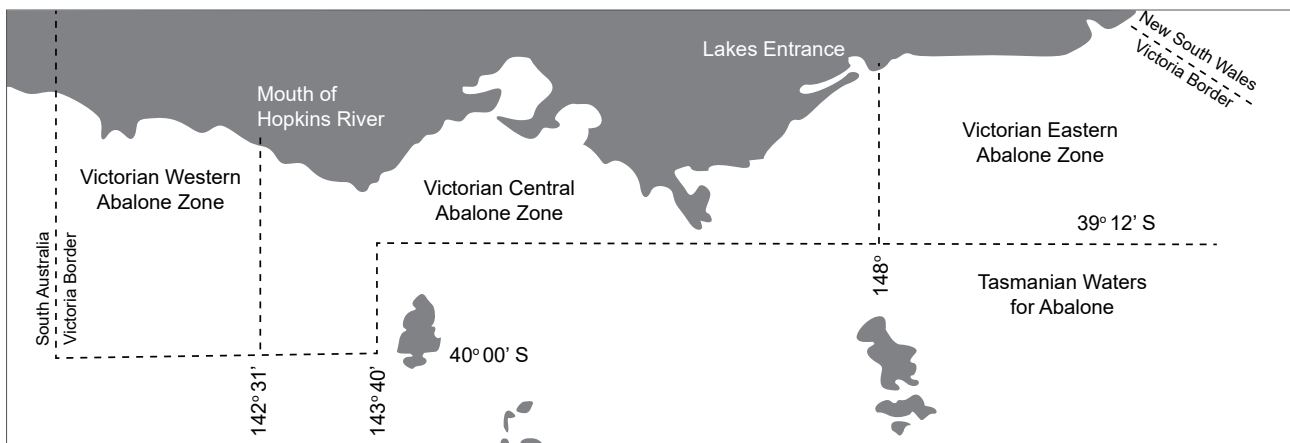 New South Wales
Victoria Border
Lakes Entrance
Mouth of
Hopkins River
Victorian Eastern
Abalone Zone
Victorian Western
Abalone Zone
Victorian Central
Abalone Zone
39° 12’ S
South Australia
Victoria Border
148°
Tasmanian Waters
for Abalone
40° 00’ S
142° 31’
143° 40’